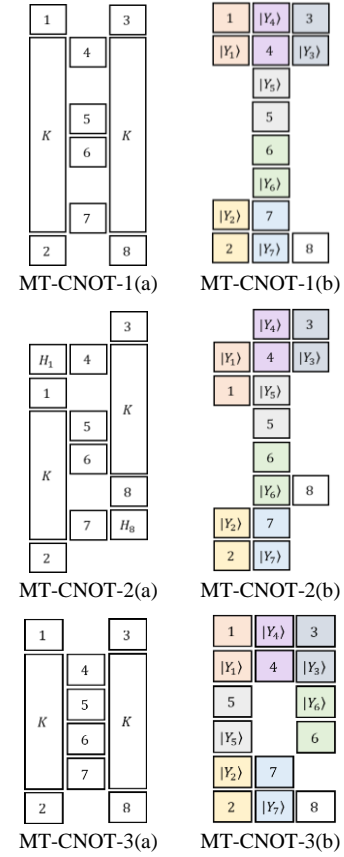 1 3
4
K K
5
6
7
2 8
MT-CNOT-1(a)
1 |Y₄⟩ 3
|Y₁⟩ 4 |Y₃⟩
|Y₅⟩
5
6
|Y₆⟩
|Y₂⟩ 7
2 |Y₇⟩ 8
MT-CNOT-1(b)
3
H₁ 4
1
K
5
K
6
8
7 H₈
2
MT-CNOT-2(a)
|Y₄⟩ 3
|Y₁⟩ 4 |Y₃⟩
1 |Y₅⟩
5
6
|Y₆⟩ 8
|Y₂⟩ 7
2 |Y₇⟩
MT-CNOT-2(b)
1 3
4
5
K K
6
7
2 8
MT-CNOT-3(a)
1 |Y₄⟩ 3
|Y₁⟩ 4 |Y₃⟩
5 |Y₆⟩
|Y₅⟩ 6
|Y₂⟩ 7
2 |Y₇⟩ 8
MT-CNOT-3(b)